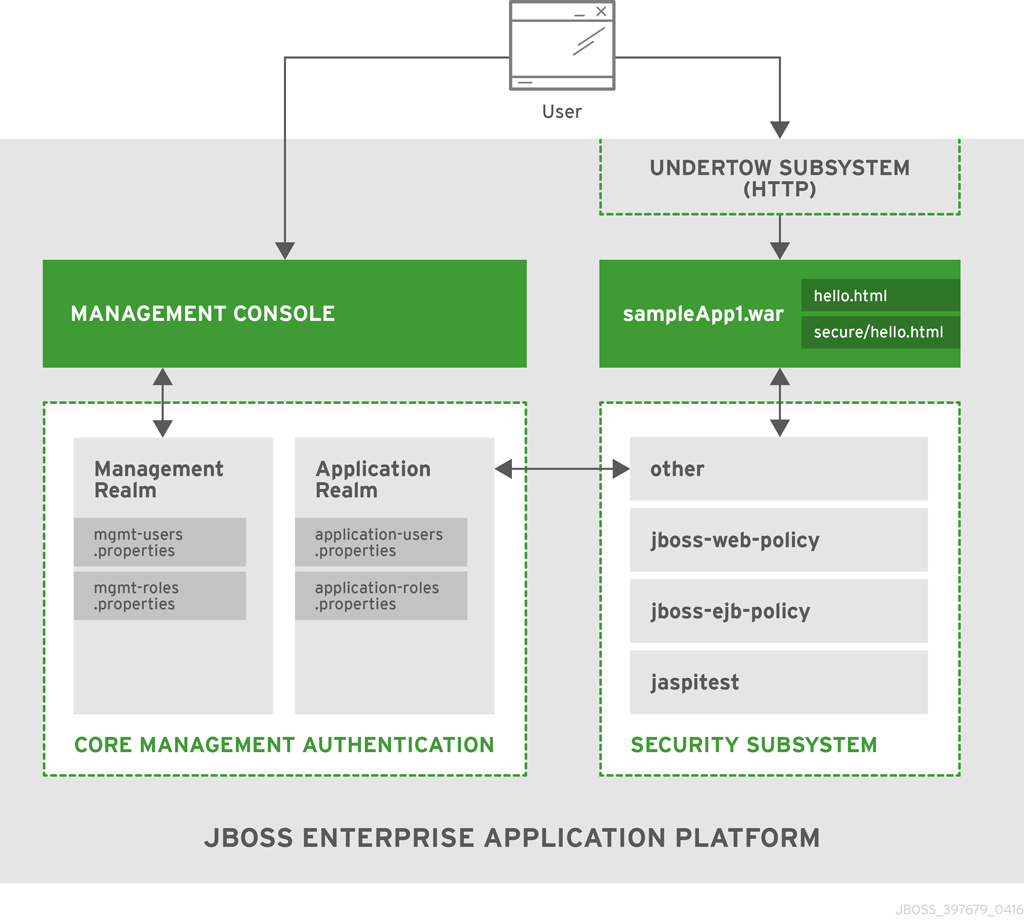 User
UNDERTOW SUBSYSTEM
(HTTP)
MANAGEMENT CONSOLE
sampleApp1.war
hello.html
secure/hello.html
Management
Realm
mgmt-users
.properties
mgmt-roles
.properties
Application
Realm
application-users
.properties
application-roles
.properties
CORE MANAGEMENT AUTHENTICATION
other
jboss-web-policy
jboss-ejb-policy
jaspitest
SECURITY SUBSYSTEM
JBOSS ENTERPRISE APPLICATION PLATFORM
JBOSS_397679_0416